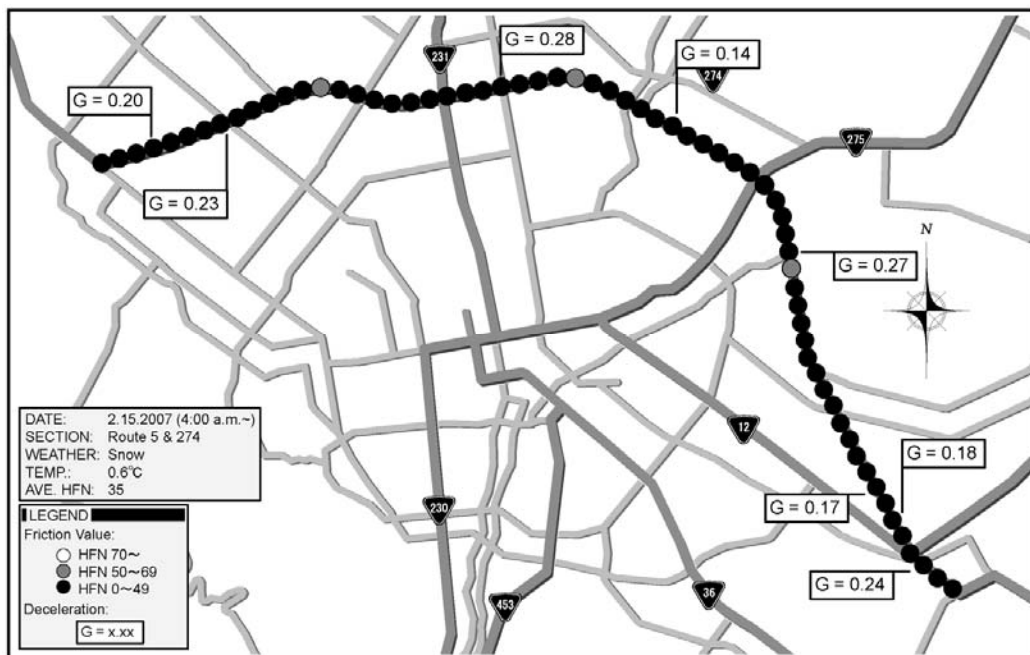 G = 0.28
231
G = 0.14
274
G = 0.20
275
G = 0.23
N
G = 0.27
DATE: 2.15.2007 (4:00 a.m.~)
SECTION: Route 5 & 274
WEATHER: Snow
TEMP.: 0.6°C
AVE. HFN: 35
12
G = 0.18
G = 0.17
230
LEGEND
Friction Value:
HFN 70~
HFN 50~69
HFN 0~49
Deceleration:
G = x.xx
G = 0.24
36
453